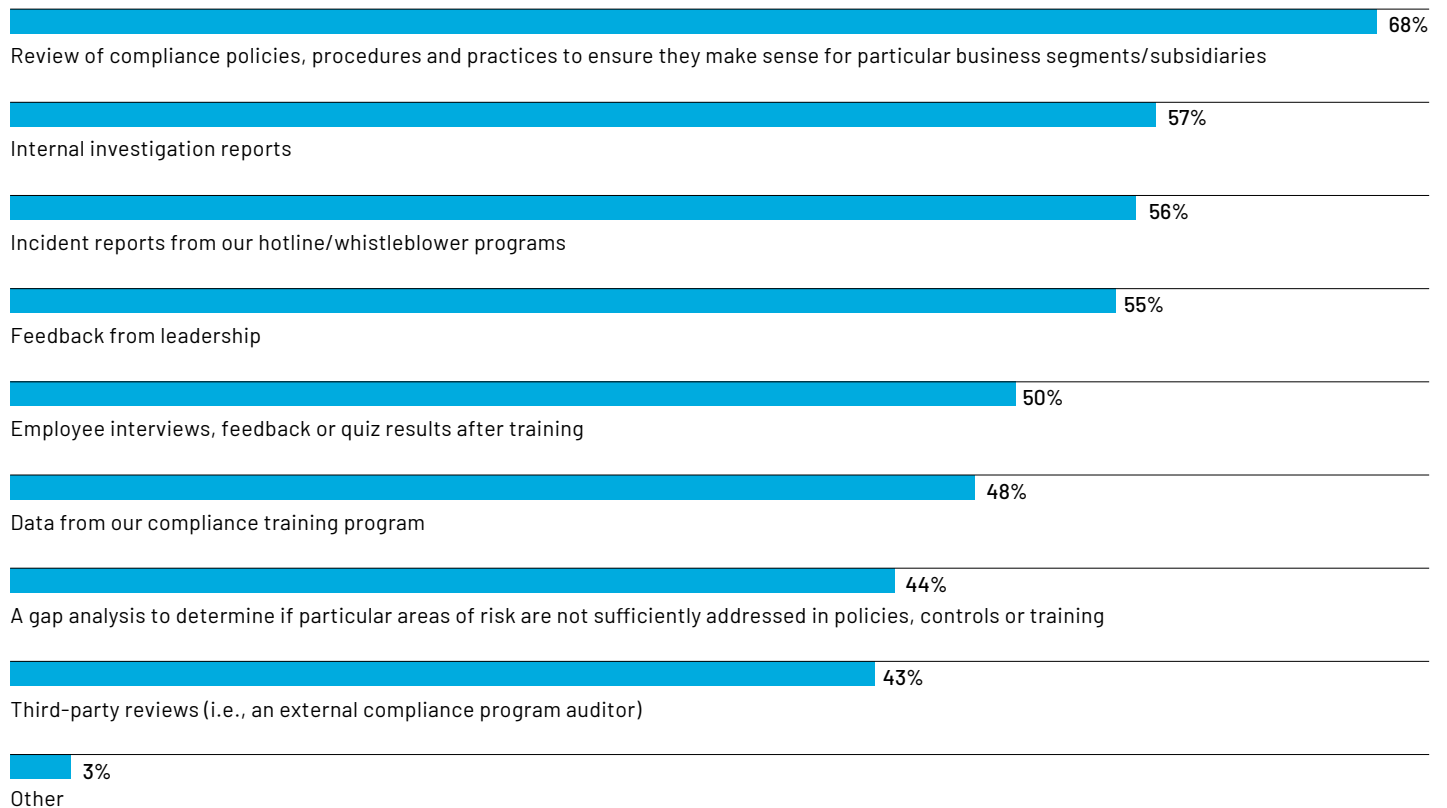 68%
Review of compliance policies, procedures and practices to ensure they make sense for particular business segments/subsidiaries
57%
Internal investigation reports
56%
Incident reports from our hotline/whistleblower programs
55%
Feedback from leadership
50%
Employee interviews, feedback or quiz results after training
48%
Data from our compliance training program
44%
A gap analysis to determine if particular areas of risk are not sufficiently addressed in policies, controls or training
43%
Third-party reviews (i.e., an external compliance program auditor)
3%
Other